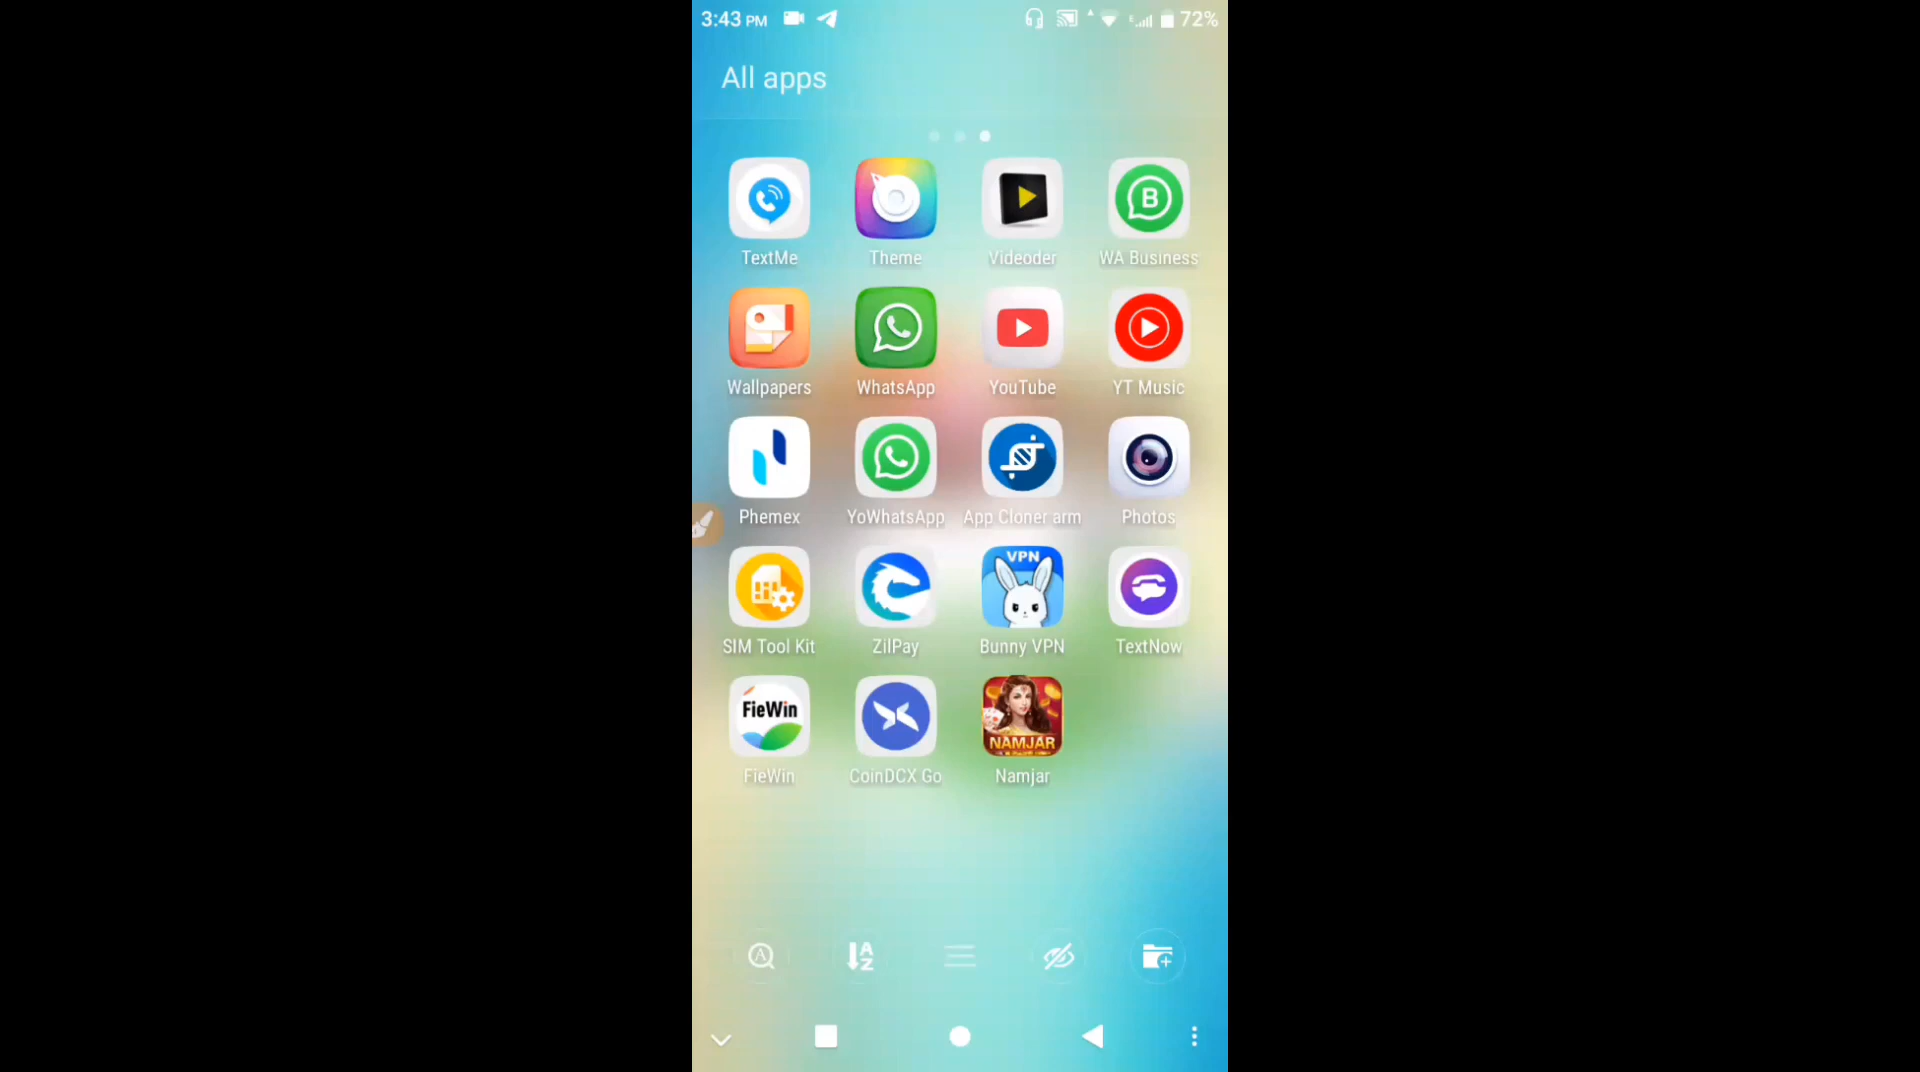 3:43 PM 72%
All apps
TextMe Theme Videoder WA Business
Wallpapers WhatsApp YouTube YT Music
Phemex YoWhatsApp App Cloner arm Photos
VPN
SIM Tool Kit ZilPay Bunny VPN TextNow
FieWin NAMJAR
FieWin CoinDCX Go Namjar